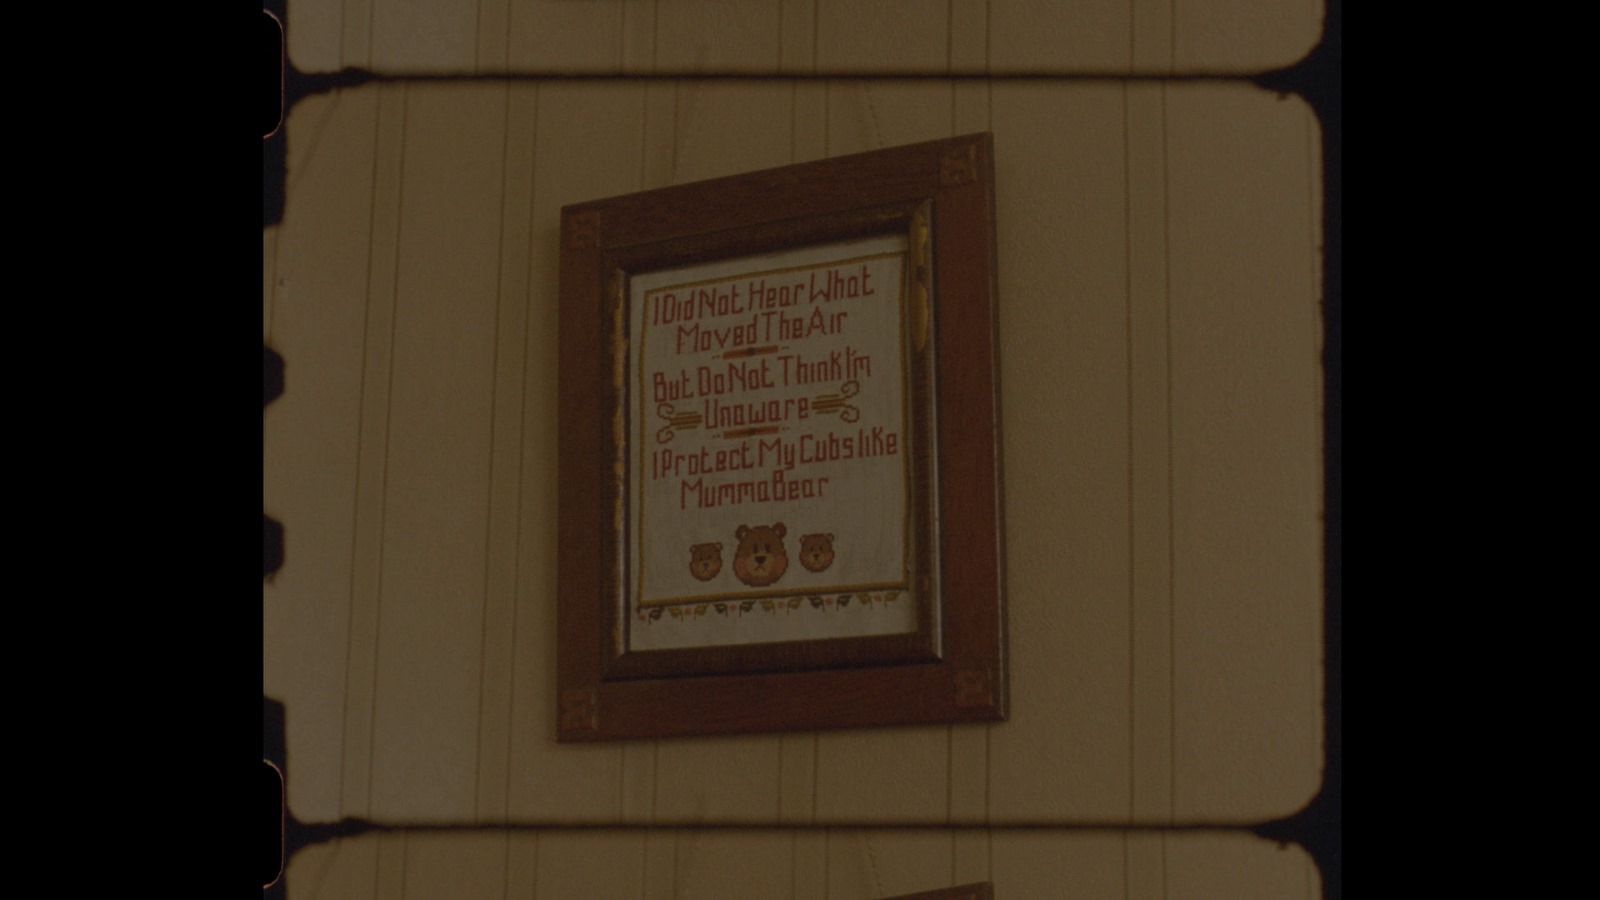 I Did Not Hear What
Moved The Air
But Do Not Think I'm
Unaware
I Protect My Cubs like
Mumma Bear